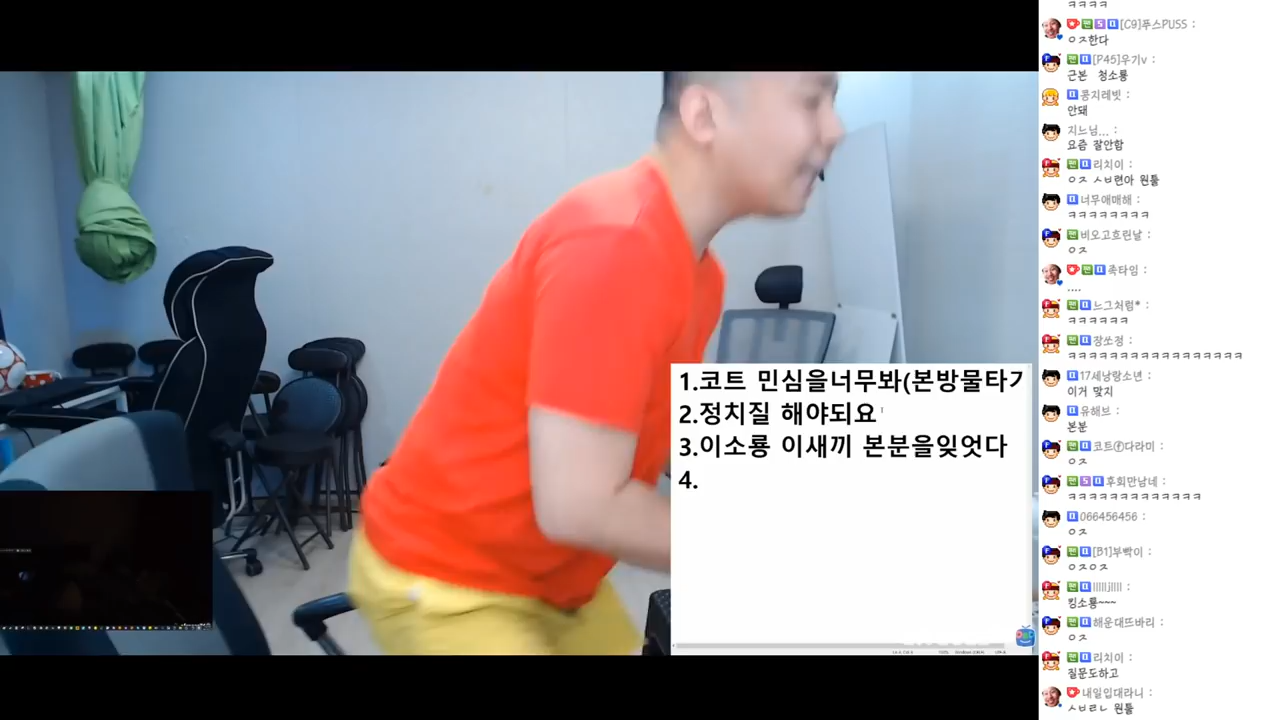 1.코트 민심을너무봐(본방물타기
2.정치질 해야되요
3.이소룡 이새끼 본분을잊엇다
4.
ㅋㅋㅋㅋ
[C9]푸스PUSS :
ㅇㅈ한다
[P45]우기v :
근본 청소룡
콩지레빗 :
안돼
지느님... :
요즘 잘안함
리치이 :
ㅇㅈ ㅅㅂ련아 원툴
너무애매해 :
ㅋㅋㅋㅋㅋㅋㅋㅋ
비오고흐린날 :
ㅇㅈ
촉타임 :
....
느그처럼* :
ㅋㅋㅋㅋㅋㅋ
장쏘정 :
ㅋㅋㅋㅋㅋㅋㅋㅋㅋㅋㅋㅋㅋㅋㅋㅋㅋ
17세낭랑소년 :
이거 맞지
유해브 :
본분
코트ⓕ다라미 :
ㅇㅈ
후회만남네 :
ㅋㅋㅋㅋㅋㅋㅋㅋㅋㅋㅋㅋㅋ
066456456 :
ㅇㅈ
[B1]부빡이 :
ㅇㅈㅇㅈ
llllljllll :
킹소룡~~~
해운대뜨바리 :
ㅇㅈ
리치이 :
질문도하고
내일입대라니 :
ㅅㅂㄹㄴ 원툴